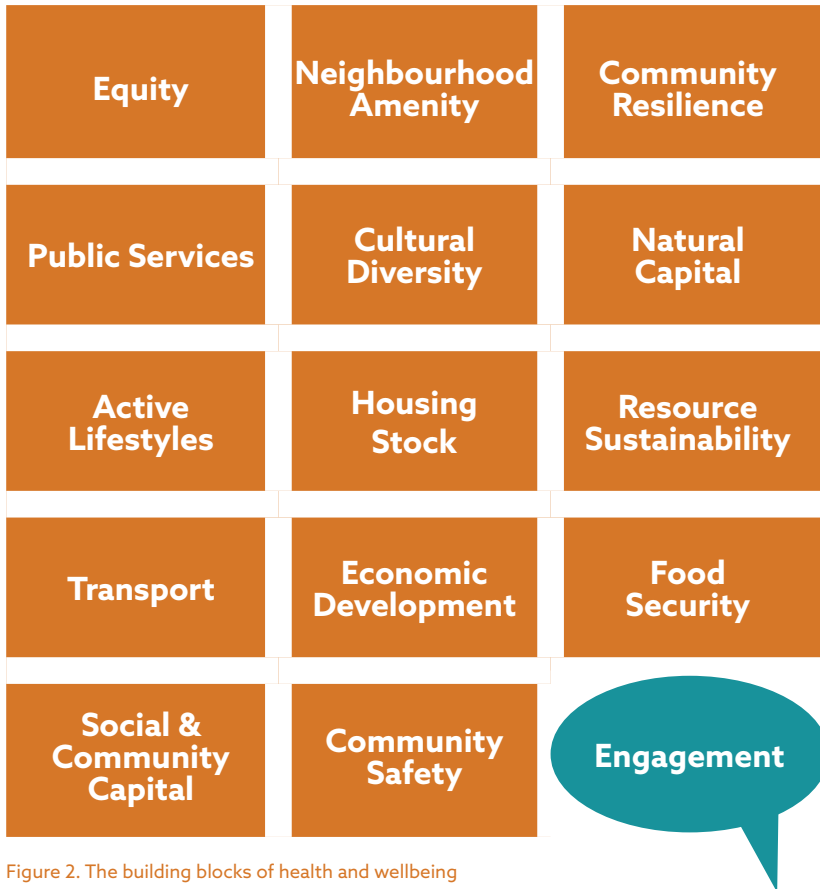 Equity
Neighbourhood
Amenity
Community
Resilience
Public Services
Cultural
Diversity
Natural
Capital
Active
Lifestyles
Housing
Stock
Resource
Sustainability
Transport
Economic
Development
Food
Security
Social &
Community
Capital
Community
Safety
Engagement
Figure 2. The building blocks of health and wellbeing